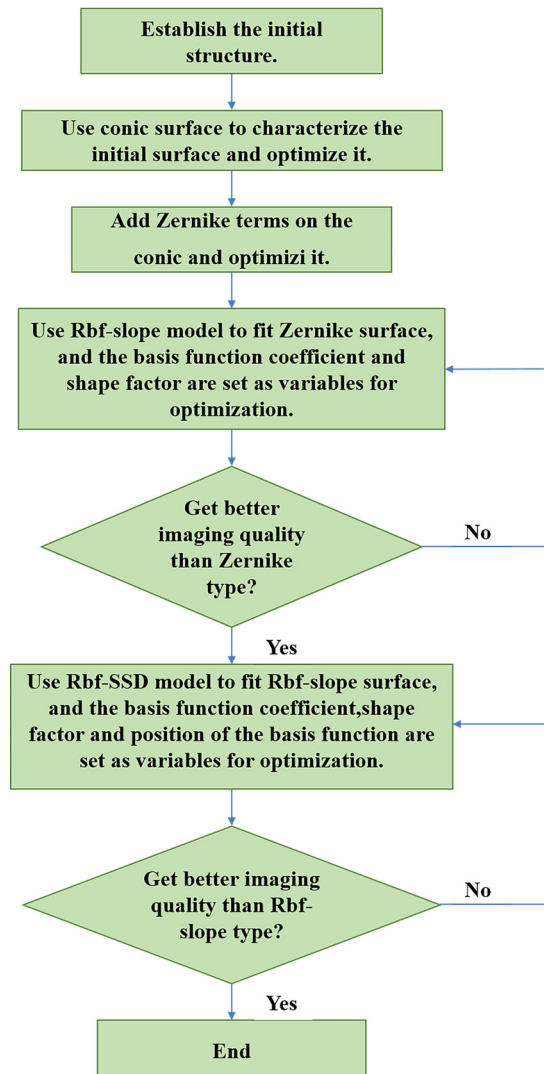 Establish the initial
structure.
Use conic surface to characterize the
initial surface and optimize it.
Add Zernike terms on the
conic and optimizi it.
Use Rbf-slope model to fit Zernike surface,
and the basis function coefficient and
shape factor are set as variables for
optimization.
Get better
imaging quality
than Zernike
type?
No
Yes
Use Rbf-SSD model to fit Rbf-slope surface,
and the basis function coefficient,shape
factor and position of the basis function are
set as variables for optimization.
Get better imaging
quality than Rbf-
slope type?
No
Yes
End